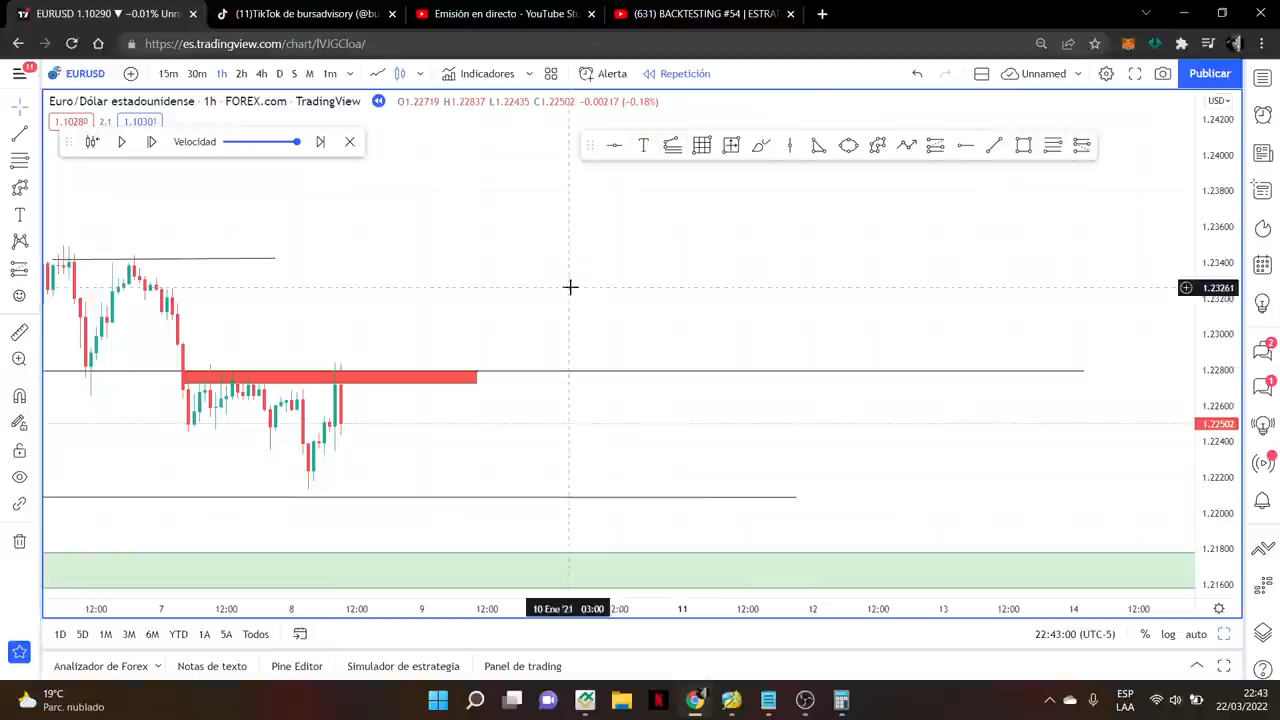 EURUSD 1.10290 ▼ −0.01% Unn
(11)TikTok de bursadvisory (@bu
Emisión en directo - YouTube Stu
(631) BACKTESTING #54 | ESTRAT
https://es.tradingview.com/chart/lVJGCloa/
11
EURUSD
15m 30m 1h 2h 4h D S M 1m
Indicadores
Alerta
Repetición
Unnamed
Publicar
Euro/Dólar estadounidense · 1h · FOREX.com · TradingView
O1.22719 H1.22837 L1.22435 C1.22502 −0.00217 (−0.18%)
USD
1.10280 2.1 1.10301
Velocidad
1.24200
1.24000
1.23800
1.23600
1.23400
1.23261
1.23200
1.23000
1.22800
1.22600
1.22502
1.22400
1.22200
1.22000
1.21800
1.21600
2
1
12:00 7 12:00 8 12:00 9 12:00 10 Ene '21 03:00 2:00 11 12:00 12 12:00 13 12:00 14 12:00
1D 5D 1M 3M 6M YTD 1A 5A Todos
22:43:00 (UTC-5) % log auto
Analizador de Forex Notas de texto Pine Editor Simulador de estrategia Panel de trading
19°C
Parc. nublado
ESP
LAA
22:43
22/03/2022